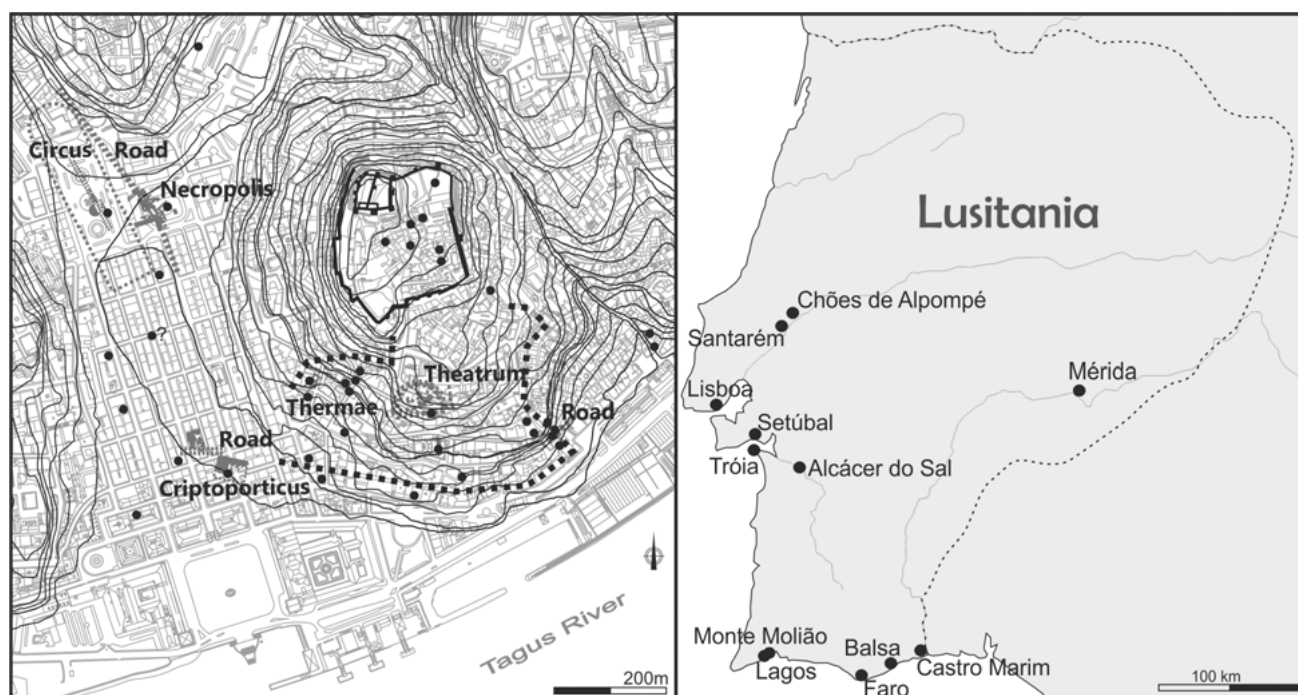 Circus Road
Necropolis
?
Theatrum
Thermae
Road
Road
Criptoporticus
Tagus River
200m
Lusitania
Chões de Alpompé
Santarém
Mérida
Lisboa
Setúbal
Tróia
Alcácer do Sal
Monte Molião
Balsa
Lagos
Castro Marim
Faro
100 km